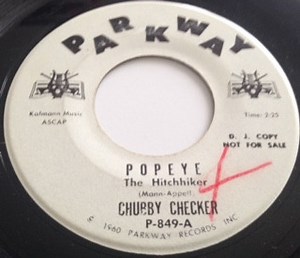 PARKWAY
Kalmann Music
ASCAP
Time: 2:25
D. J. COPY
NOT FOR SALE
POPEYE
The Hitchhiker
(Mann-Appell)
CHUBBY CHECKER
P-849-A
© 1960 PARKWAY RECORDS INC